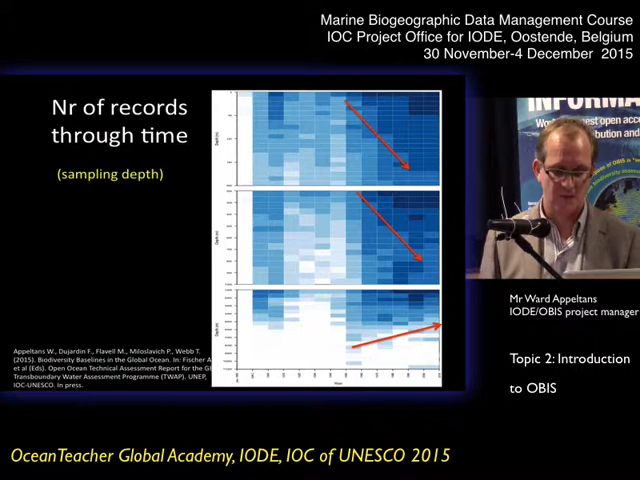 Marine Biogeographic Data Management Course
IOC Project Office for IODE, Oostende, Belgium
30 November-4 December 2015
Nr of records
through time
(sampling depth)
INFORMA
Mr Ward Appeltans
IODE/OBIS project manager
Appeltans W., Dujardin F., Flavell M., Miloslavich P., Webb T.
(2015). Biodiversity Baselines in the Global Ocean. In: Fischer A
et al (Eds). Open Ocean Technical Assessment Report for the Gl
Transboundary Water Assessment Programme (TWAP). UNEP,
IOC-UNESCO. In press.
Topic 2: Introduction
to OBIS
OceanTeacher Global Academy, IODE, IOC of UNESCO 2015